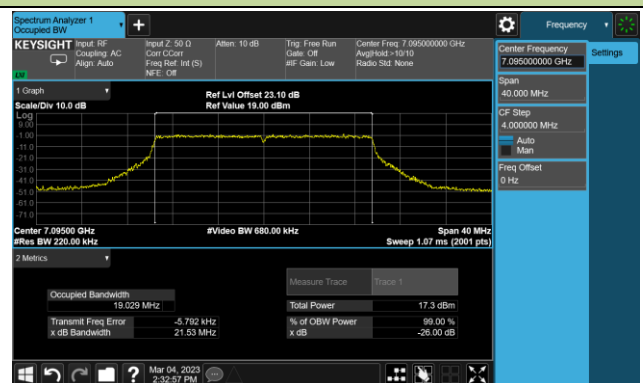 Spectrum Analyzer 1
Occupied BW
+
Frequency
KEYSIGHT
Input: RF
Coupling: AC
Align: Auto
Input Z: 50 Ω
Corr CCorr
Freq Ref: Int (S)
NFE: Off
Atten: 10 dB
Trig: Free Run
Gate: Off
#IF Gain: Low
Center Freq: 7.095000000 GHz
Avg|Hold:>10/10
Radio Std: None
Center Frequency
7.095000000 GHz
Settings
Span
40.000 MHz
CF Step
4.000000 MHz
Auto
Man
Freq Offset
0 Hz
1 Graph
Scale/Div 10.0 dB
Ref Lvl Offset 23.10 dB
Ref Value 19.00 dBm
Log
9.00
-1.00
-11.0
-21.0
-31.0
-41.0
-51.0
-61.0
-71.0
Center 7.09500 GHz
#Res BW 220.00 kHz
#Video BW 680.00 kHz
Span 40 MHz
Sweep 1.07 ms (2001 pts)
2 Metrics
Measure Trace
Trace 1
Occupied Bandwidth
19.029 MHz
Total Power
17.3 dBm
Transmit Freq Error
-5.792 kHz
% of OBW Power
99.00 %
x dB Bandwidth
21.53 MHz
x dB
-26.00 dB
?
Mar 04, 2023
2:32:57 PM